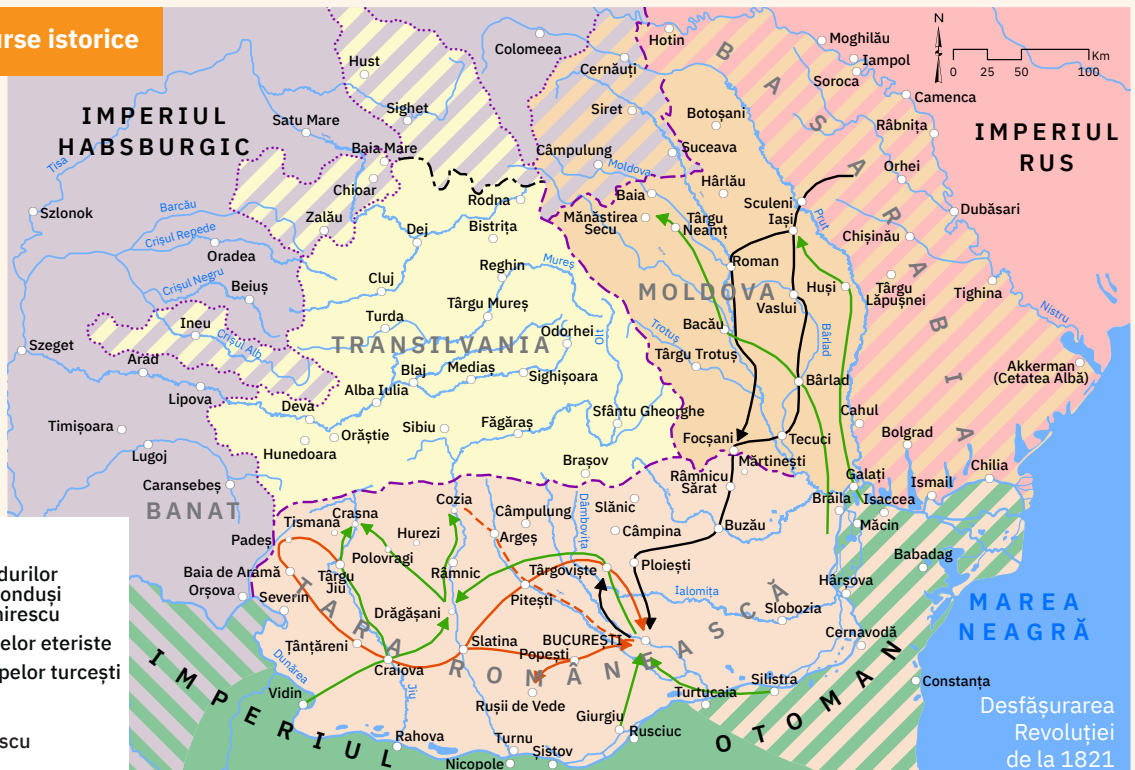 urse istorice
N
Km
0 25 50 100
IMPERIUL
HABSBURGIC
IMPERIUL
RUS
BASARABIA
MOLDOVA
TRANSILVANIA
BANAT
ȚARA ROMÂNEASCĂ
IMPERIUL OTOMAN
MAREA
NEAGRĂ
Colomeea
Hotin
Moghilău
Iampol
Soroca
Camenca
Cernăuți
Hust
Sighet
Satu Mare
Siret
Botoșani
Râbnița
Baia Mare
Câmpulung
Suceava
Orhei
Tisa
Moldova
Chioar
Rodna
Baia
Hârlău
Sculeni
Iași
Dubăsari
Szlonok
Barcău
Zalău
Dej
Bistrița
Mănăstirea
Secu
Târgu
Neamț
Prut
Chișinău
Crișul Repede
Oradea
Reghin
Mureș
Roman
Crișul Negru
Beiuș
Cluj
Târgu Mureș
Huși
Târgu
Lăpușnei
Tighina
Vaslui
Nistru
Ineu
Turda
Odorhei
Olt
Trotuș
Bacău
Bârlad
Crișul Alb
Târgu Trotuș
Szeget
Arad
Blaj
Mediaș
Sighișoara
Bârlad
Akkerman
(Cetatea Albă)
Lipova
Alba Iulia
Deva
Sfântu Gheorghe
Cahul
Timișoara
Orăștie
Sibiu
Făgăraș
Focșani
Tecuci
Bolgrad
Lugoj
Hunedoara
Brașov
Mărtinești
Chilia
Caransebeș
Râmnicu
Sărat
Galați
Ismail
Cozia
Brăila
Isaccea
Crasna
Câmpulung
Slănic
Tismana
Hurezi
Argeș
Dâmbovița
Câmpina
Buzău
Măcin
Padeș
Polovragi
Babadag
Baia de Aramă
Târgu
Jiu
Râmnic
Târgoviște
Ploiești
Orșova
Severin
Pitești
Ialomița
Hârșova
Drăgășani
Slobozia
Țânțăreni
Slatina
BUCUREȘTI
Popești
Cernavodă
Dunărea
Craiova
Silistra
Constanța
Vidin
Jiu
Rușii de Vede
Turtucaia
Giurgiu
Rusciuc
Rahova
Turnu
Șistov
Nicopole
durilor
onduși
mirescu
elor eteriste
pelor turcești
scu
Desfășurarea
Revoluției
de la 1821